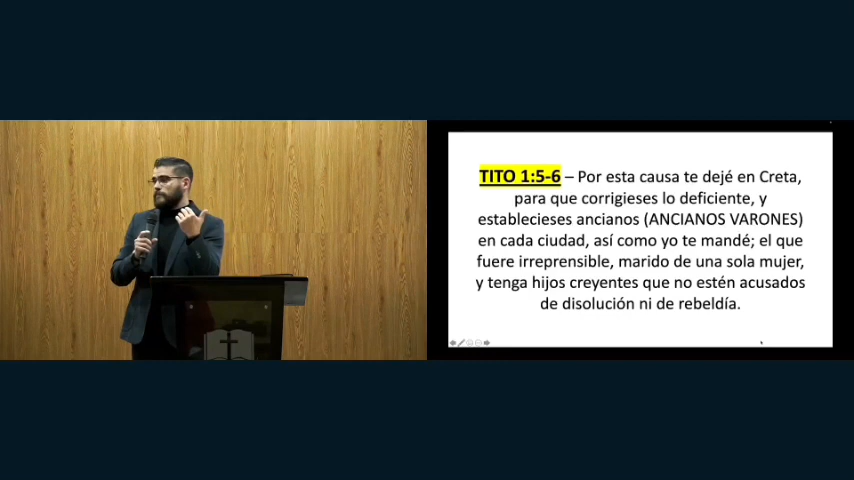 TITO 1:5-6 – Por esta causa te dejé en Creta,
para que corrigieses lo deficiente, y
establecieses ancianos (ANCIANOS VARONES)
en cada ciudad, así como yo te mandé; el que
fuere irreprensible, marido de una sola mujer,
y tenga hijos creyentes que no estén acusados
de disolución ni de rebeldía.